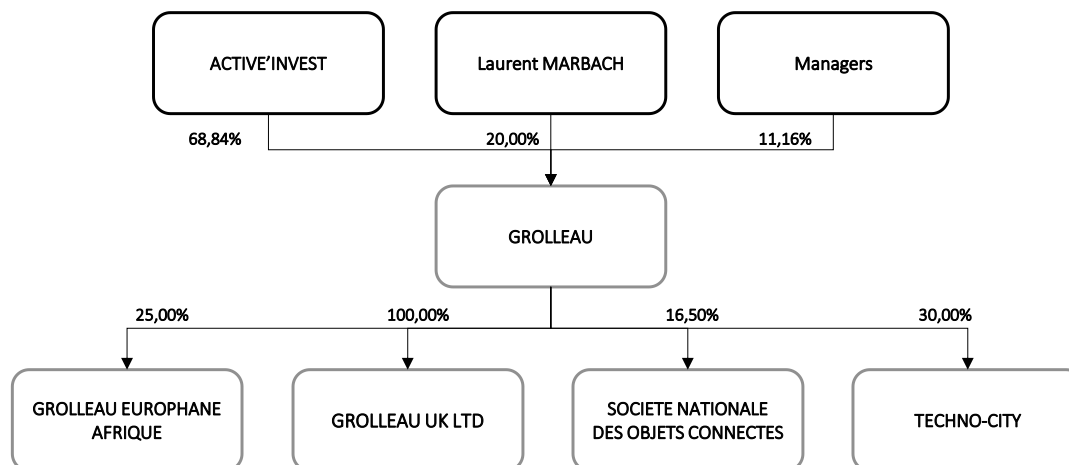 ACTIVE’INVEST
Laurent MARBACH
Managers
68,84%
20,00%
11,16%
GROLLEAU
25,00%
100,00%
16,50%
30,00%
GROLLEAU EUROPHANE
AFRIQUE
GROLLEAU UK LTD
SOCIETE NATIONALE
DES OBJETS CONNECTES
TECHNO-CITY